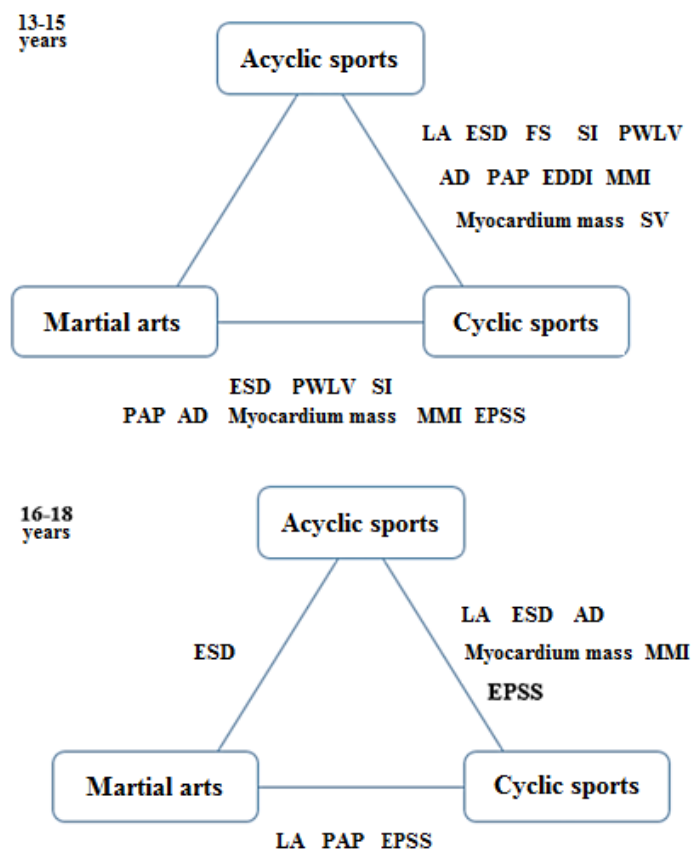 13-15
years
Acyclic sports
LA ESD FS SI PWLV
AD PAP EDDI MMI
Myocardium mass SV
Martial arts
Cyclic sports
ESD PWLV SI
PAP AD Myocardium mass MMI EPSS
16-18
years
Acyclic sports
LA ESD AD
ESD
Myocardium mass MMI
EPSS
Martial arts
Cyclic sports
LA PAP EPSS